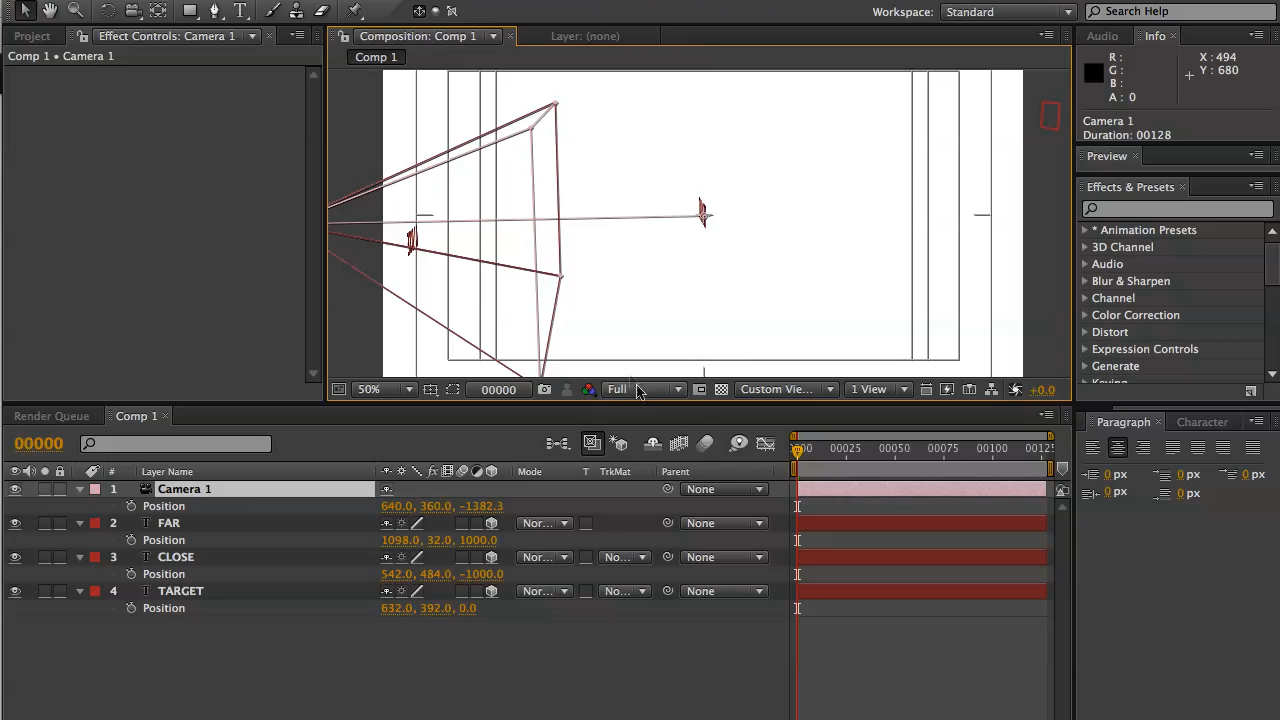 Workspace: Standard Search Help
Project Effect Controls: Camera 1 Composition: Comp 1 Layer: (none) Audio Info
Comp 1 • Camera 1 Comp 1
R: X: 494
G: Y: 680
B:
A: 0
Camera 1
Duration: 00128
Preview
Effects & Presets
* Animation Presets
3D Channel
Audio
Blur & Sharpen
Channel
Color Correction
Distort
Expression Controls
Generate
Keying
50% 00000 Full Custom Vie... 1 View +0.0
Render Queue Comp 1 Paragraph Character
00000 00025 00050 00075 00100 00125
0 px 0 px 0 px
0 px 0 px
# Layer Name fx Mode T TrkMat Parent
1 Camera 1 None
Position 640.0, 360.0, -1382.3
2 T FAR Nor... None
Position 1098.0, 32.0, 1000.0
3 T CLOSE Nor... No... None
Position 542.0, 484.0, -1000.0
4 T TARGET Nor... No... None
Position 632.0, 392.0, 0.0